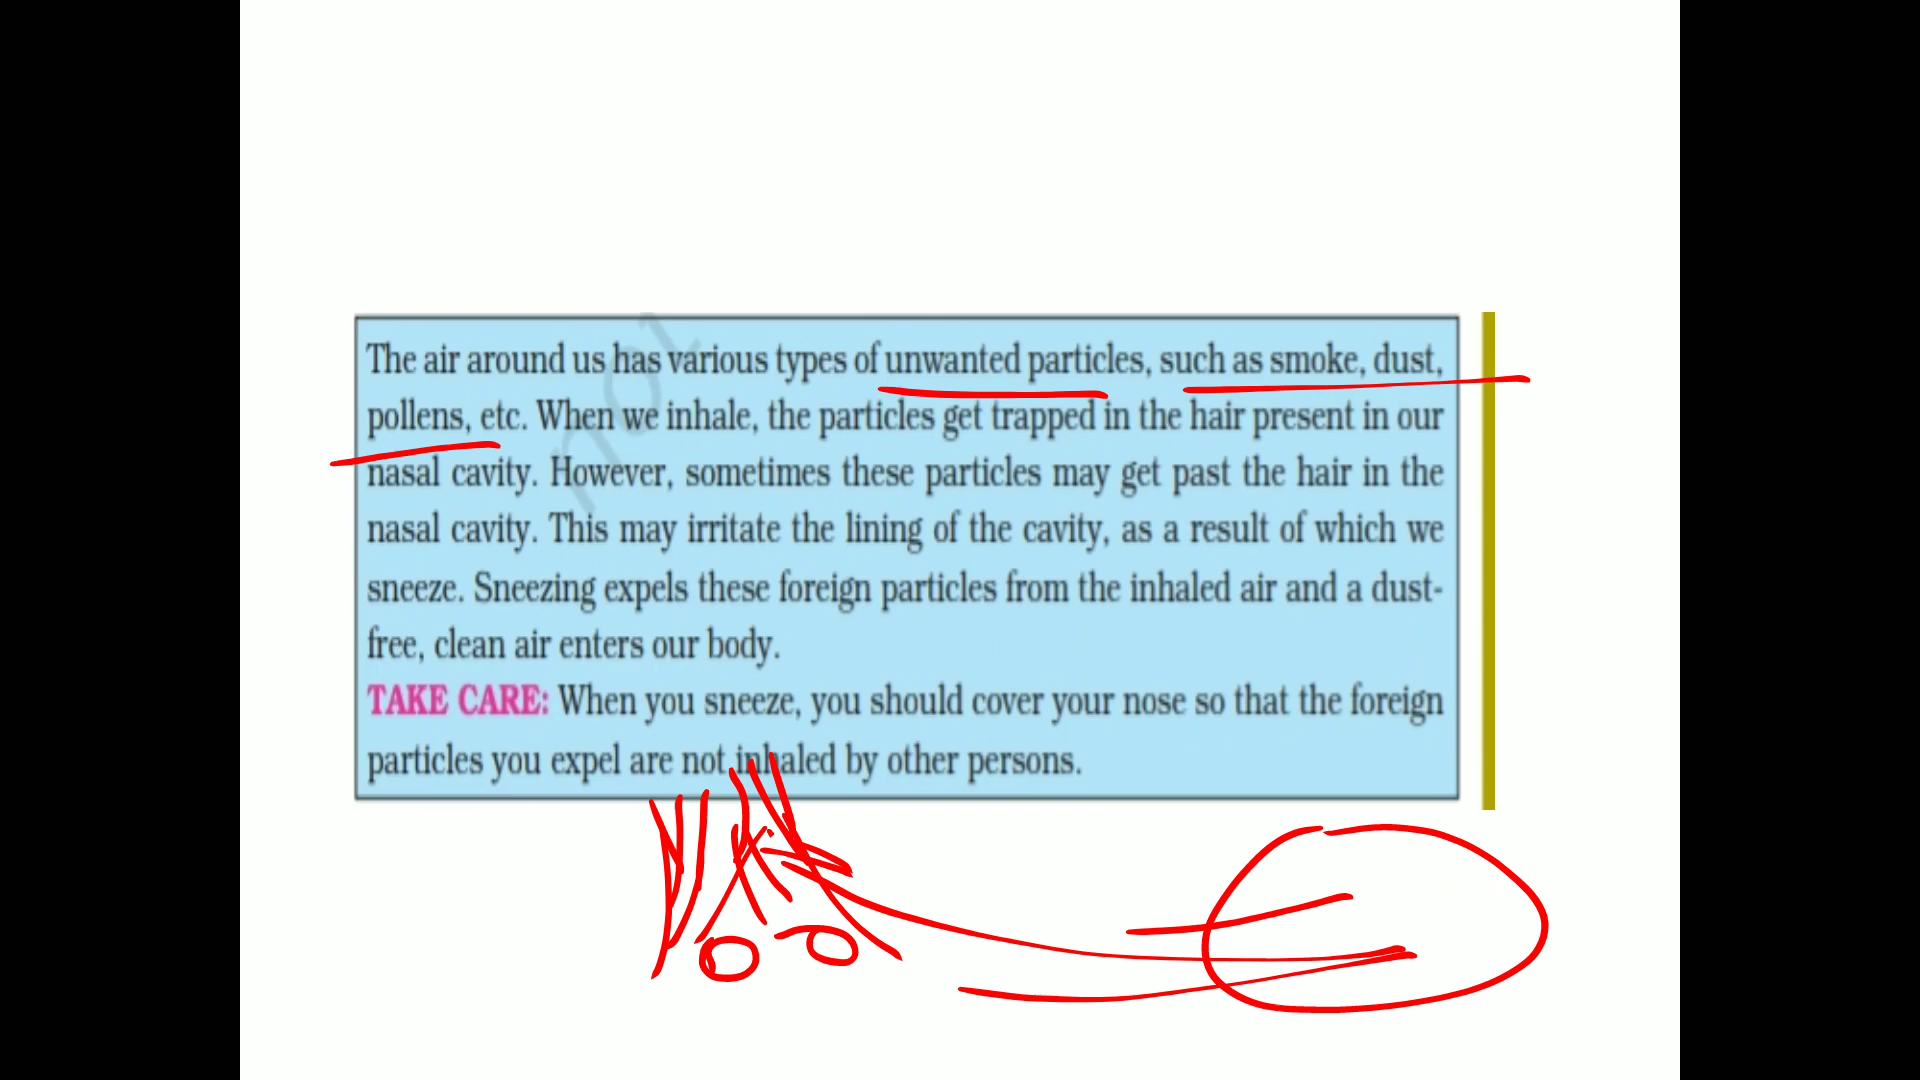 The air around us has various types of unwanted particles, such as smoke, dust,
pollens, etc. When we inhale, the particles get trapped in the hair present in our
nasal cavity. However, sometimes these particles may get past the hair in the
nasal cavity. This may irritate the lining of the cavity, as a result of which we
sneeze. Sneezing expels these foreign particles from the inhaled air and a dust-
free, clean air enters our body.
TAKE CARE: When you sneeze, you should cover your nose so that the foreign
particles you expel are not inhaled by other persons.
not